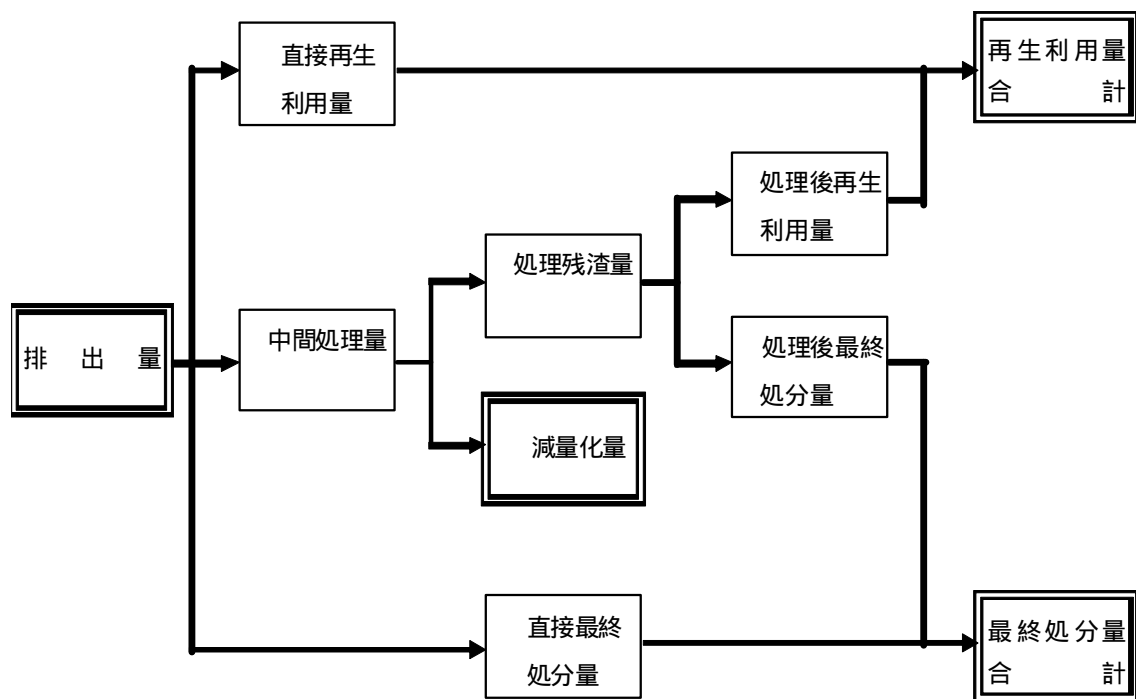 直接再生
利用量
再生利用量
合計
処理後再生
利用量
処理残渣量
排出量
中間処理量
処理後最終
処分量
減量化量
直接最終
処分量
最終処分量
合計